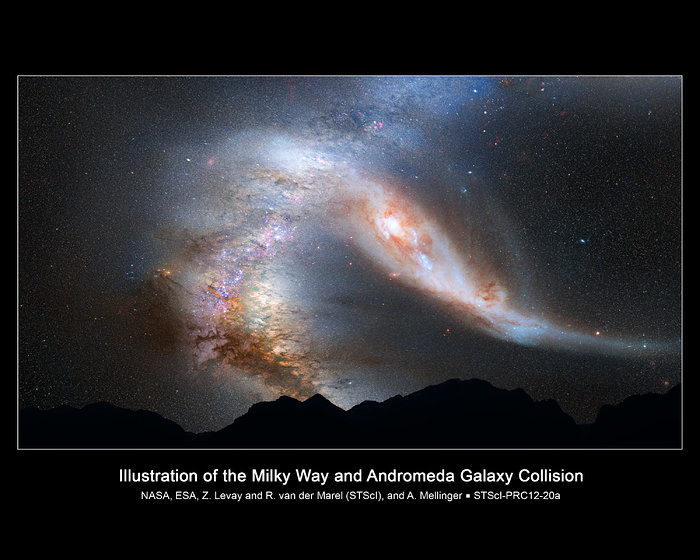 Illustration of the Milky Way and Andromeda Galaxy Collision
NASA, ESA, Z. Levay and R. van der Marel (STScI), and A. Mellinger ▪ STScI-PRC12-20a